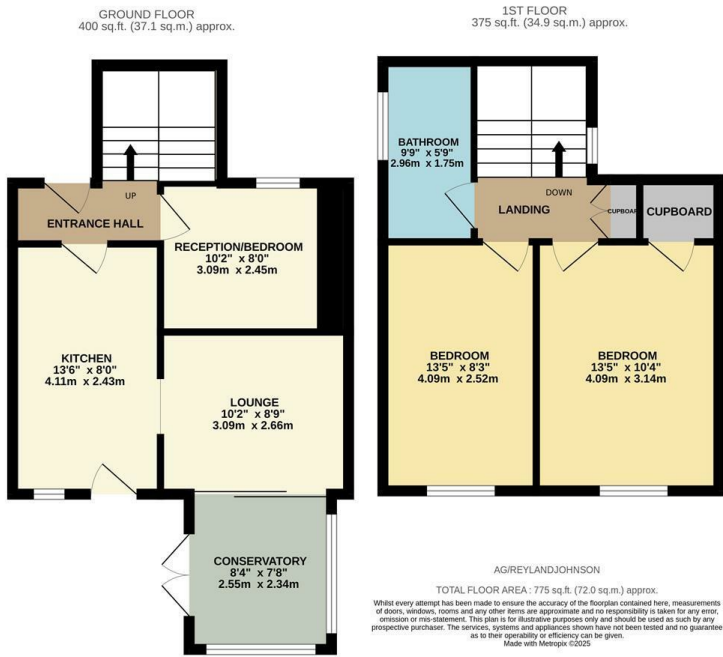 GROUND FLOOR
400 sq.ft. (37.1 sq.m.) approx.
UP
ENTRANCE HALL
RECEPTION/BEDROOM
10'2" x 8'0"
3.09m x 2.45m
KITCHEN
13'6" x 8'0"
4.11m x 2.43m
LOUNGE
10'2" x 8'9"
3.09m x 2.66m
CONSERVATORY
8'4" x 7'8"
2.55m x 2.34m
1ST FLOOR
375 sq.ft. (34.9 sq.m.) approx.
BATHROOM
9'9" x 5'9"
2.96m x 1.75m
DOWN
LANDING
CUPBOARD
CUPBOARD
BEDROOM
13'5" x 8'3"
4.09m x 2.52m
BEDROOM
13'5" x 10'4"
4.09m x 3.14m
AG/REYLANDJOHNSON
TOTAL FLOOR AREA : 775 sq.ft. (72.0 sq.m.) approx.
Whilst every attempt has been made to ensure the accuracy of the floorplan contained here, measurements
of doors, windows, rooms and any other items are approximate and no responsibility is taken for any error,
omission or mis-statement. This plan is for illustrative purposes only and should be used as such by any
prospective purchaser. The services, systems and appliances shown have not been tested and no guarantee
as to their operability or efficiency can be given.
Made with Metropix ©2025